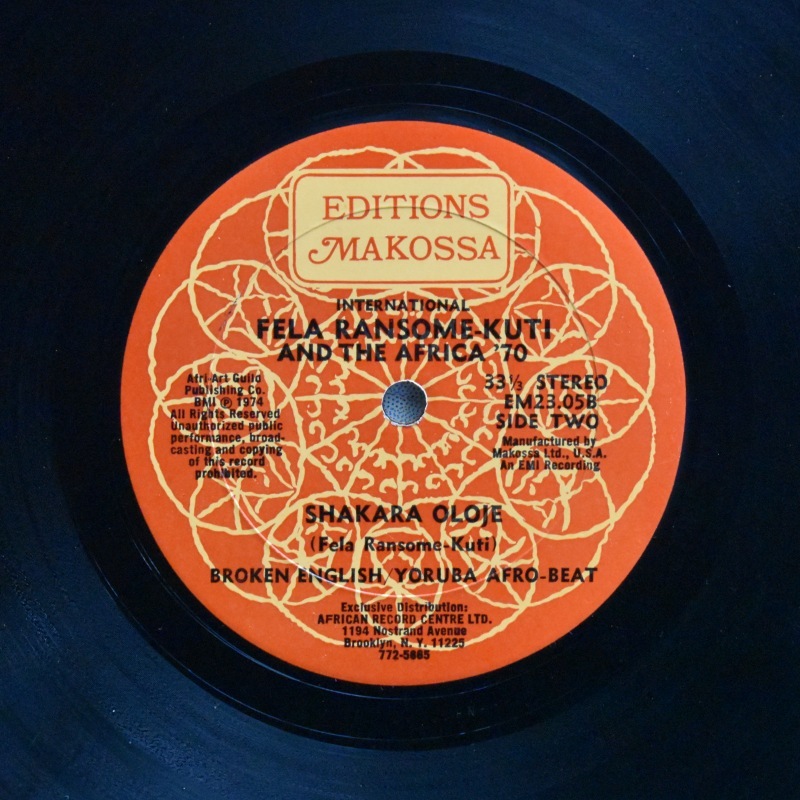 EDITIONS
MAKOSSA
INTERNATIONAL
FELA RANSOME-KUTI
AND THE AFRICA '70
Afri Art Guild
Publishing Co.
BMI ℗ 1974
All Rights Reserved
Unauthorized public
performance, broad-
casting and copying
of this record
prohibited.
33⅓ STEREO
EM23.05B
SIDE TWO
Manufactured by
Makossa Ltd., U.S.A.
An EMI Recording
SHAKARA OLOJE
(Fela Ransome-Kuti)
BROKEN ENGLISH/YORUBA AFRO-BEAT
Exclusive Distribution:
AFRICAN RECORD CENTRE LTD.
1194 Nostrand Avenue
Brooklyn, N. Y. 11225